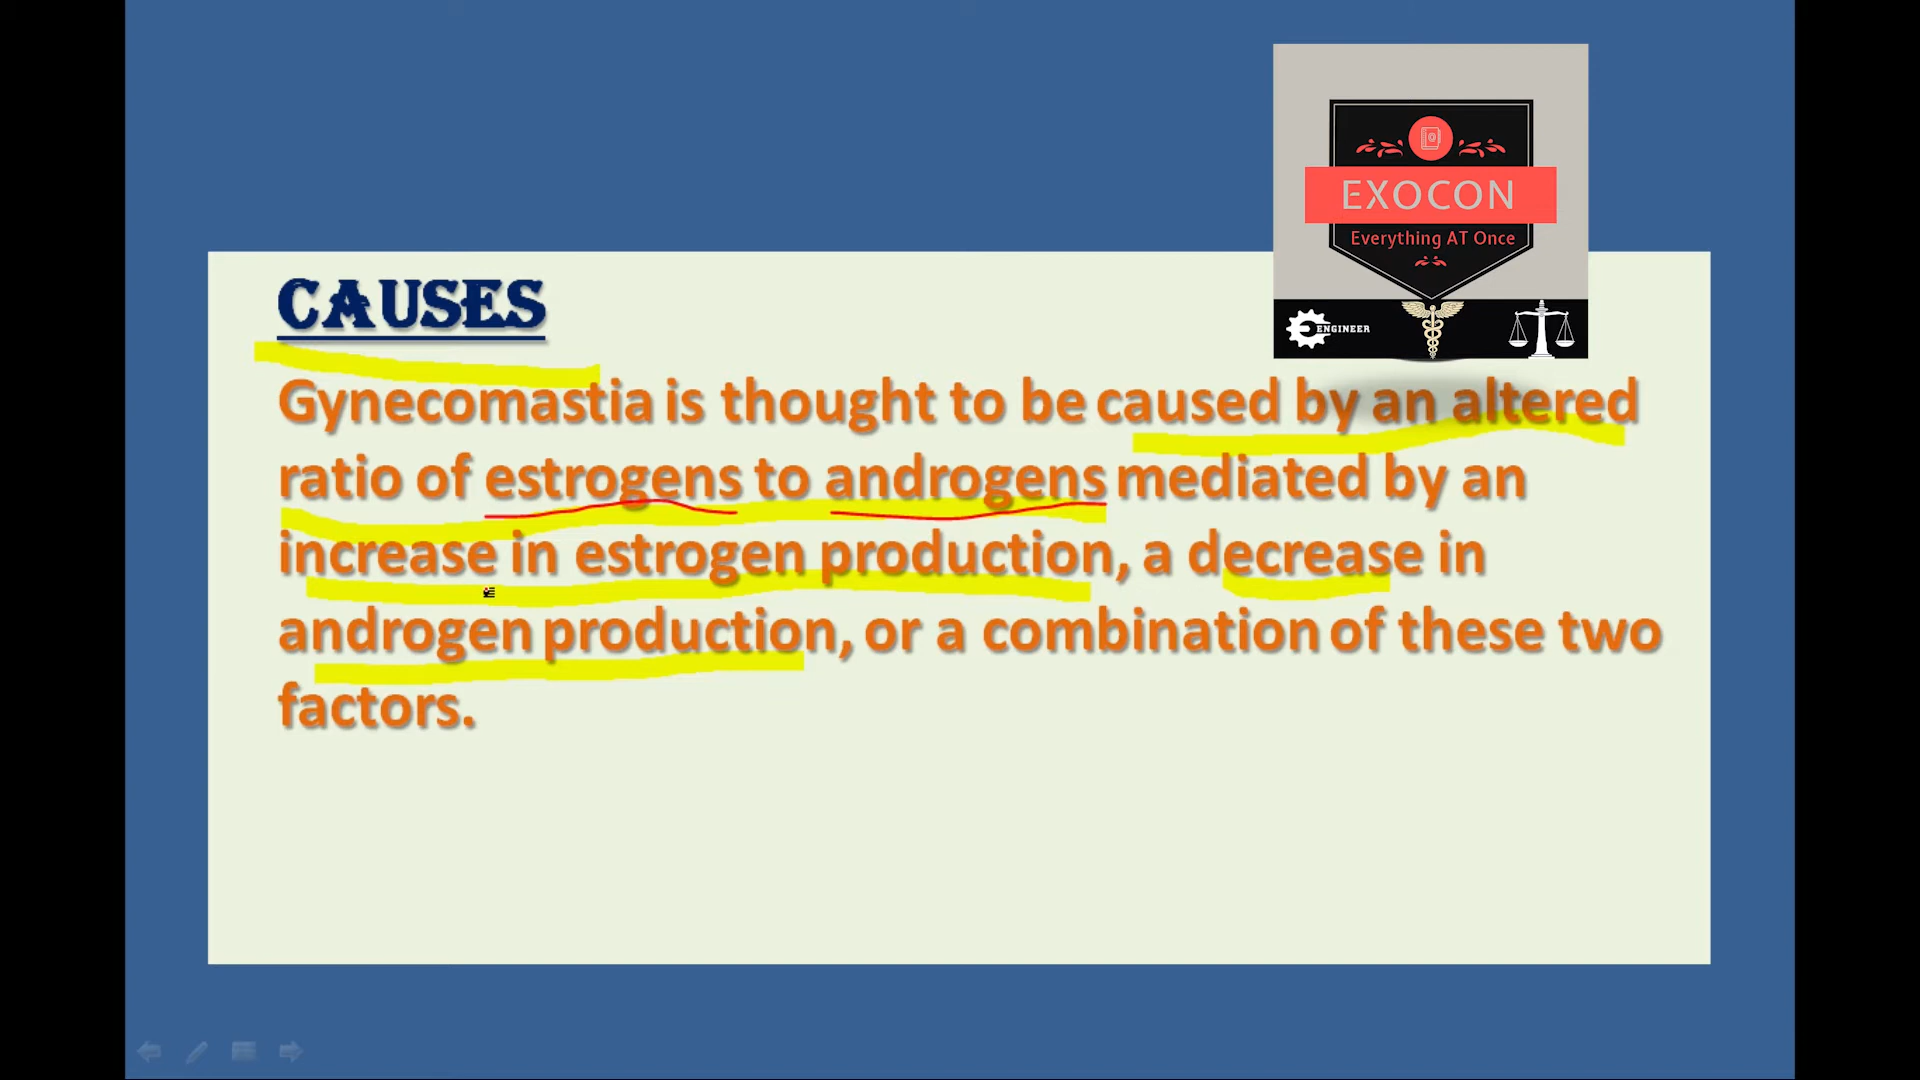 EXOCON
Everything AT Once
ENGINEER
CAUSES
Gynecomastia is thought to be caused by an altered
ratio of estrogens to androgens mediated by an
increase in estrogen production, a decrease in
androgen production, or a combination of these two
factors.